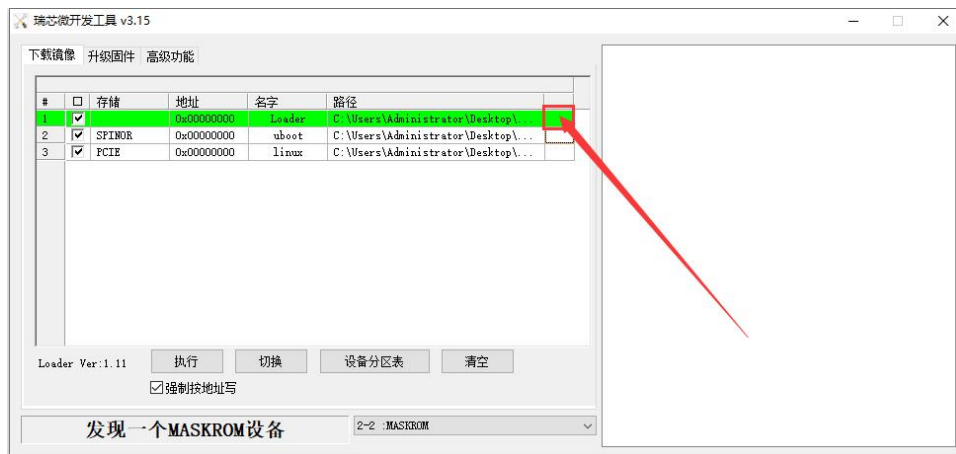 瑞芯微开发工具 v3.15
下载镜像 升级固件 高级功能
# 存储 地址 名字 路径
1 0x00000000 Loader C:\Users\Administrator\Desktop\...
2 SPINOR 0x00000000 uboot C:\Users\Administrator\Desktop\...
3 PCIE 0x00000000 linux C:\Users\Administrator\Desktop\...
Loader Ver:1.11 执行 切换 设备分区表 清空
强制按地址写
发现一个MASKROM设备 2-2 :MASKROM